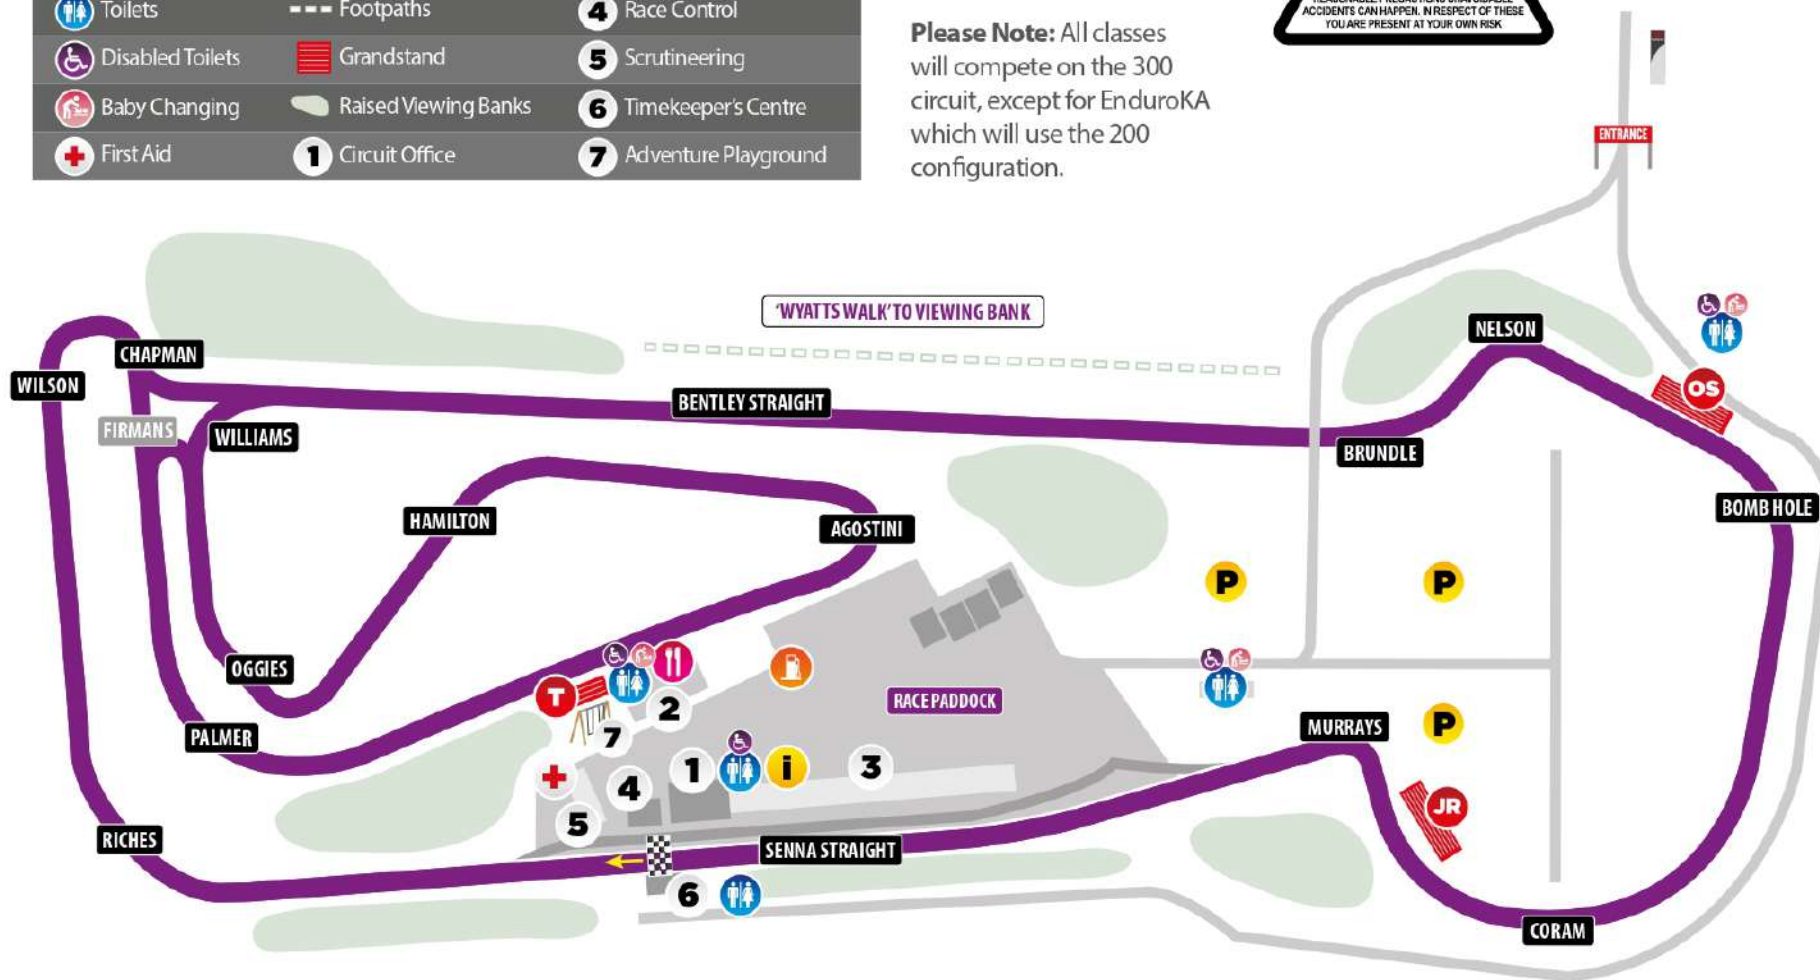 Toilets
Footpaths
4 Race Control
Disabled Toilets
Grandstand
5 Scrutineering
Baby Changing
Raised Viewing Banks
6 Timekeeper's Centre
First Aid
1 Circuit Office
7 Adventure Playground
Please Note: All classes
will compete on the 300
circuit, except for EnduroKA
which will use the 200
configuration.
ACCIDENTS CAN HAPPEN. IN RESPECT OF THESE
YOU ARE PRESENT AT YOUR OWN RISK
ENTRANCE
'WYATTS WALK' TO VIEWING BANK
NELSON
CHAPMAN
WILSON
OS
BENTLEY STRAIGHT
FIRMANS
WILLIAMS
BRUNDLE
BOMB HOLE
HAMILTON
AGOSTINI
P
P
OGGIES
T
RACE PADDOCK
2
MURRAYS
P
PALMER
7
1
i
3
4
JR
5
RICHES
SENNA STRAIGHT
6
CORAM